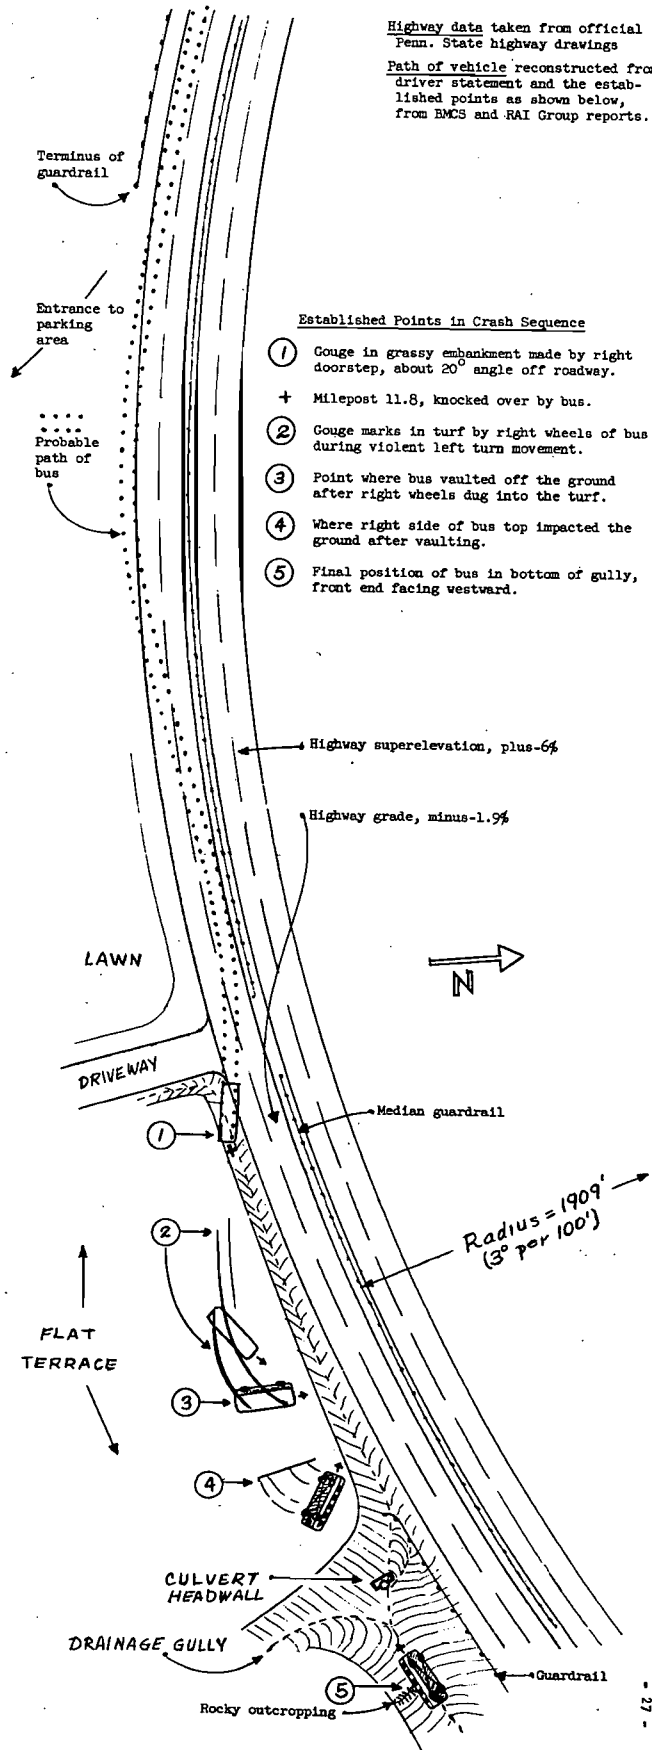 Highway data taken from official
Penn. State highway drawings
Path of vehicle reconstructed from
driver statement and the estab-
lished points as shown below,
from BMCS and RAI Group reports.
Terminus of
guardrail
Entrance to
parking
area
Probable
path of
bus
Established Points in Crash Sequence
1 Gouge in grassy embankment made by right
doorstep, about 20° angle off roadway.
+ Milepost 11.8, knocked over by bus.
2 Gouge marks in turf by right wheels of bus
during violent left turn movement.
3 Point where bus vaulted off the ground
after right wheels dug into the turf.
4 Where right side of bus top impacted the
ground after vaulting.
5 Final position of bus in bottom of gully,
front end facing westward.
Highway superelevation, plus-6%
Highway grade, minus-1.9%
LAWN
N
DRIVEWAY
Median guardrail
1
Radius = 1909'
(3° per 100')
2
FLAT
TERRACE
3
4
CULVERT
HEADWALL
DRAINAGE GULLY
Guardrail
5
Rocky outcropping
- 27 -